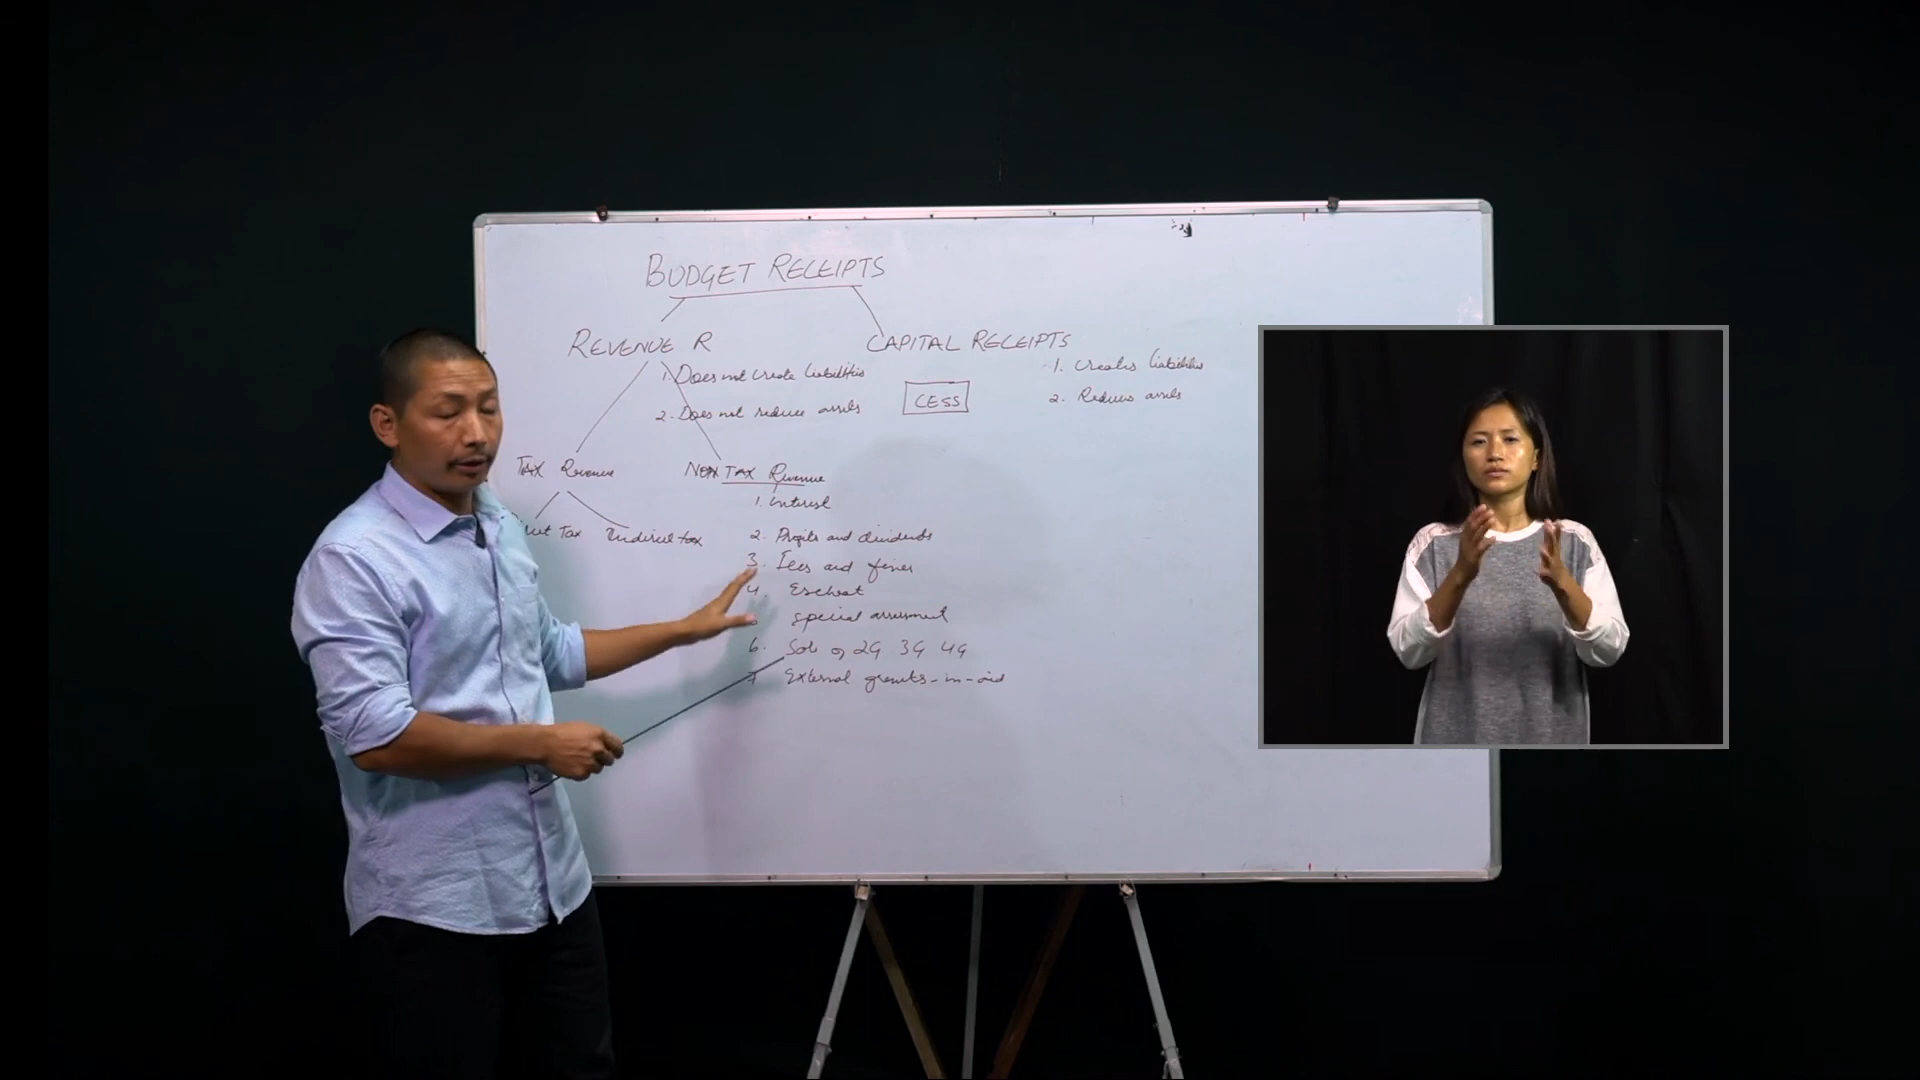 BUDGET RECEIPTS
REVENUE R
CAPITAL RECEIPTS
1. Does not create liabilities
2. Does not reduce assets
CESS
1. Creates liabilities
2. Reduces assets
TAX Revenue
NON TAX Revenue
Tax
Indirect tax
1. Interest
2. Profits and dividends
3. Fees and fines
4. Escheat
special assessment
6. Sale of 2G 3G 4G
7 External grants-in-aid